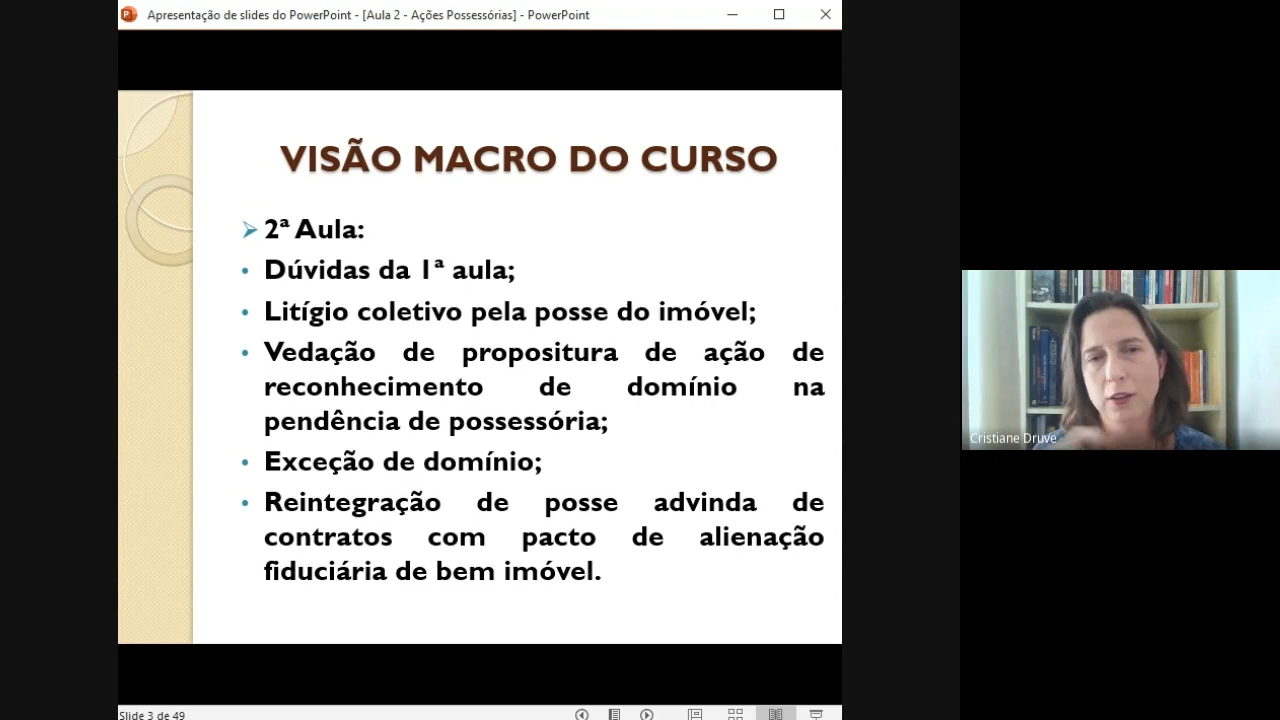 Apresentação de slides do PowerPoint - [Aula 2 - Ações Possessórias] - PowerPoint
VISÃO MACRO DO CURSO
2ª Aula:
Dúvidas da 1ª aula;
Litígio coletivo pela posse do imóvel;
Vedação de propositura de ação de
reconhecimento de domínio na
pendência de possessória;
Exceção de domínio;
Reintegração de posse advinda de
contratos com pacto de alienação
fiduciária de bem imóvel.
Cristiane Druve
Slide 3 de 49